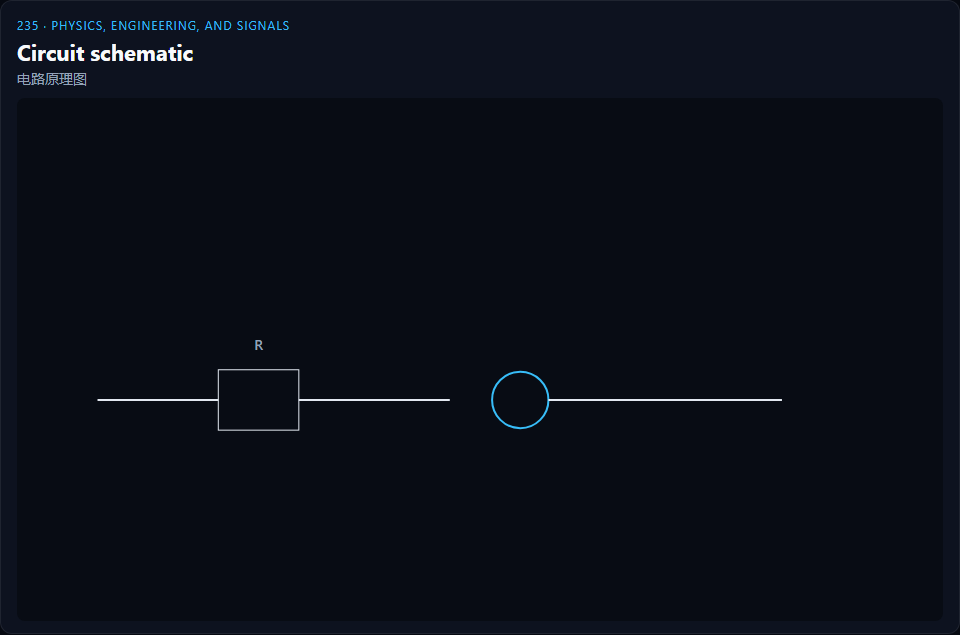 235 · PHYSICS, ENGINEERING, AND SIGNALS
Circuit schematic
电路原理图
R